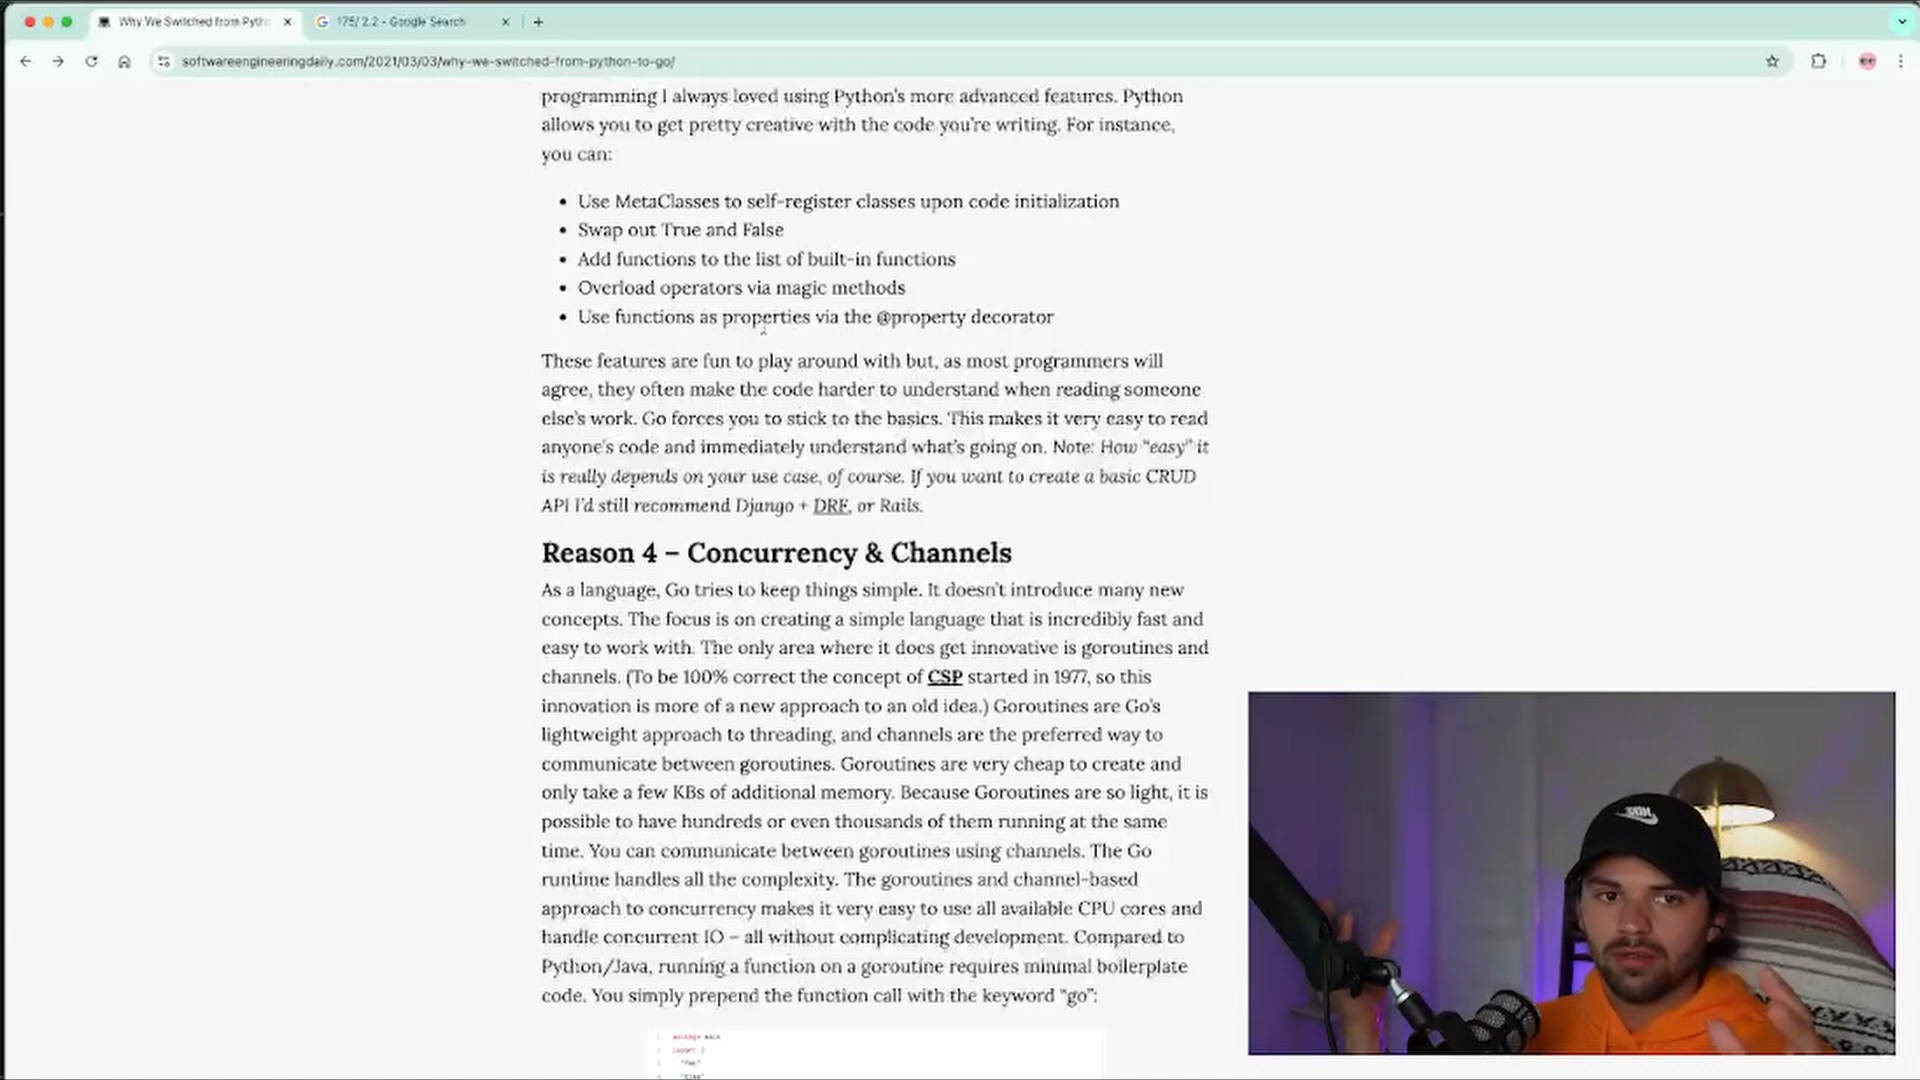 Why We Switched from Pytho
175/ 2.2 - Google Search
softwareengineeringdaily.com/2021/03/03/why-we-switched-from-python-to-go/
programming I always loved using Python's more advanced features. Python
allows you to get pretty creative with the code you're writing. For instance,
you can:
• Use MetaClasses to self-register classes upon code initialization
• Swap out True and False
• Add functions to the list of built-in functions
• Overload operators via magic methods
• Use functions as properties via the @property decorator
These features are fun to play around with but, as most programmers will
agree, they often make the code harder to understand when reading someone
else's work. Go forces you to stick to the basics. This makes it very easy to read
anyone's code and immediately understand what's going on. Note: How "easy" it
is really depends on your use case, of course. If you want to create a basic CRUD
API I'd still recommend Django + DRF, or Rails.
Reason 4 – Concurrency & Channels
As a language, Go tries to keep things simple. It doesn't introduce many new
concepts. The focus is on creating a simple language that is incredibly fast and
easy to work with. The only area where it does get innovative is goroutines and
channels. (To be 100% correct the concept of CSP started in 1977, so this
innovation is more of a new approach to an old idea.) Goroutines are Go's
lightweight approach to threading, and channels are the preferred way to
communicate between goroutines. Goroutines are very cheap to create and
only take a few KBs of additional memory. Because Goroutines are so light, it is
possible to have hundreds or even thousands of them running at the same
time. You can communicate between goroutines using channels. The Go
runtime handles all the complexity. The goroutines and channel-based
approach to concurrency makes it very easy to use all available CPU cores and
handle concurrent IO – all without complicating development. Compared to
Python/Java, running a function on a goroutine requires minimal boilerplate
code. You simply prepend the function call with the keyword "go":
package main
import (
"time"